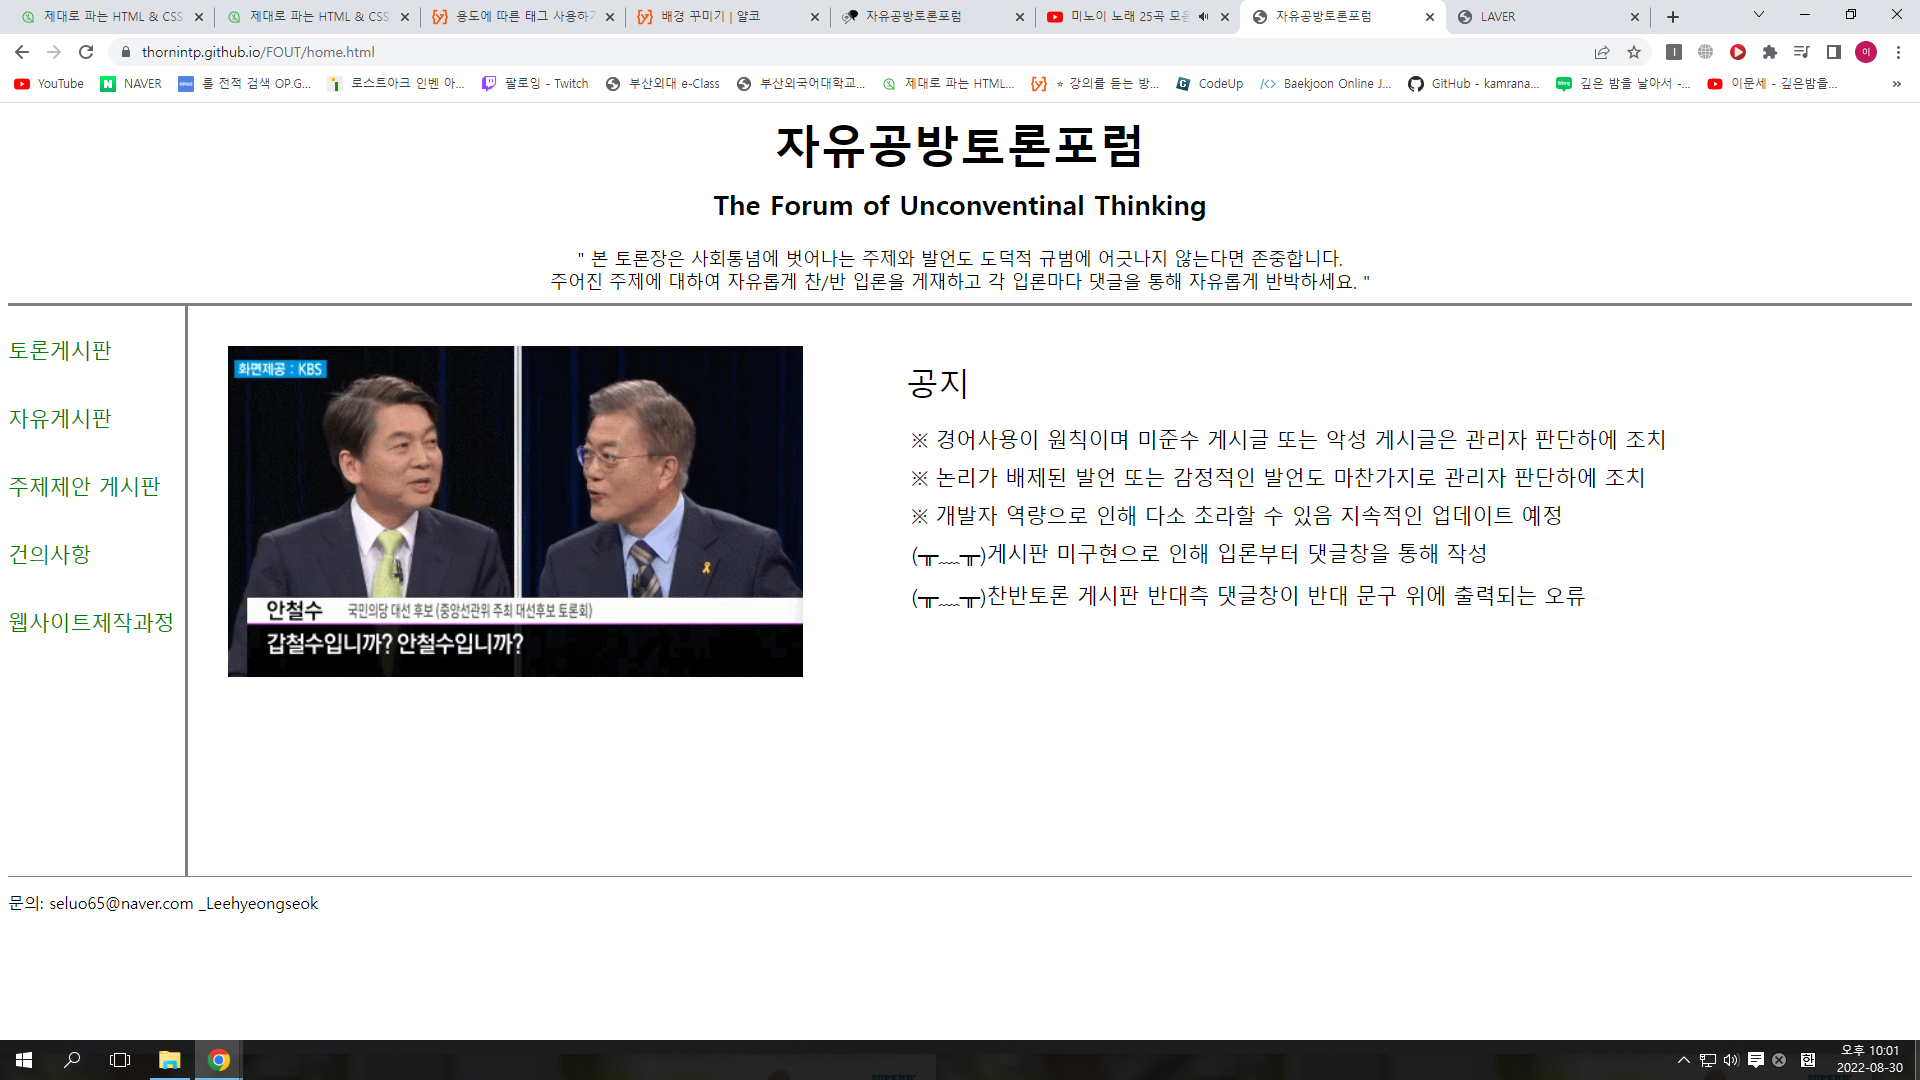 제대로 파는 HTML & CSS
제대로 파는 HTML & CSS
용도에 따른 태그 사용하기
배경 꾸미기 | 얄코
자유공방토론포럼
미노이 노래 25곡 모음
자유공방토론포럼
LAVER
thornintp.github.io/FOUT/home.html
YouTube
NAVER
롤 전적 검색 OP.G...
로스트아크 인벤 아...
팔로잉 - Twitch
부산외대 e-Class
부산외국어대학교...
제대로 파는 HTML...
⭐ 강의를 듣는 방...
CodeUp
Baekjoon Online J...
GitHub - kamrana...
깊은 밤을 날아서 -...
이문세 - 깊은밤을...
자유공방토론포럼
The Forum of Unconventinal Thinking
" 본 토론장은 사회통념에 벗어나는 주제와 발언도 도덕적 규범에 어긋나지 않는다면 존중합니다.
주어진 주제에 대하여 자유롭게 찬/반 입론을 게재하고 각 입론마다 댓글을 통해 자유롭게 반박하세요. "
토론게시판
자유게시판
주제제안 게시판
건의사항
웹사이트제작과정
화면제공 : KBS
안철수 국민의당 대선 후보 (중앙선관위 주최 대선후보 토론회)
갑철수입니까? 안철수입니까?
공지
※ 경어사용이 원칙이며 미준수 게시글 또는 악성 게시글은 관리자 판단하에 조치
※ 논리가 배제된 발언 또는 감정적인 발언도 마찬가지로 관리자 판단하에 조치
※ 개발자 역량으로 인해 다소 초라할 수 있음 지속적인 업데이트 예정
(ㅠ﹏ㅠ)게시판 미구현으로 인해 입론부터 댓글창을 통해 작성
(ㅠ﹏ㅠ)찬반토론 게시판 반대측 댓글창이 반대 문구 위에 출력되는 오류
문의: seluo65@naver.com _Leehyeongseok
한
오후 10:01
2022-08-30